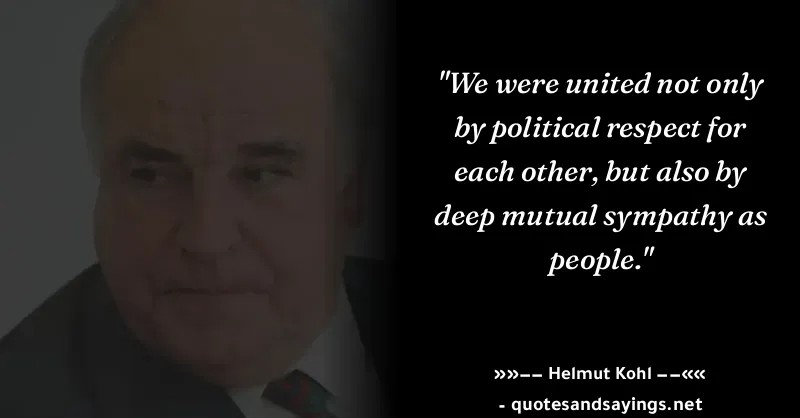 "We were united not only
by political respect for
each other, but also by
deep mutual sympathy as
people."
»»–– Helmut Kohl ––««
- quotesandsayings.net